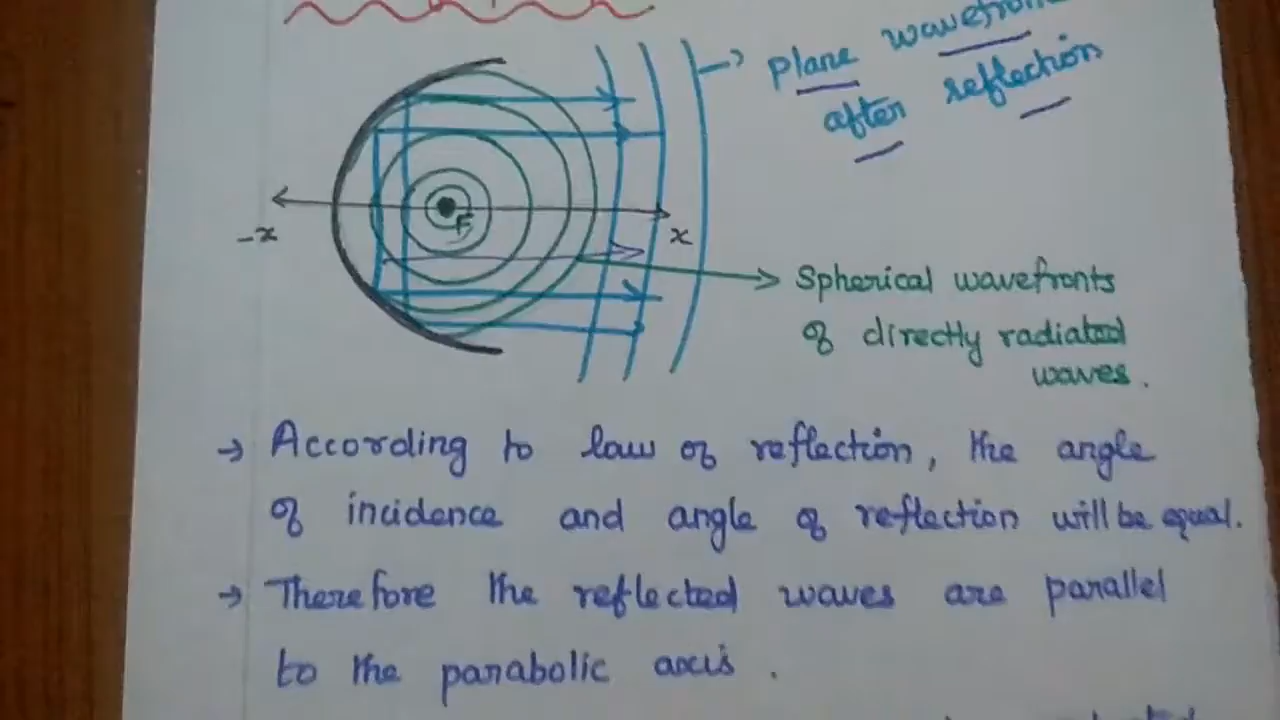 plane wavefront
after reflection
F
-x
x
Spherical wavefronts
of directly radiated
waves.
→ According to law of reflection, the angle
of incidence and angle of reflection will be equal.
→ Therefore the reflected waves are parallel
to the parabolic axis.